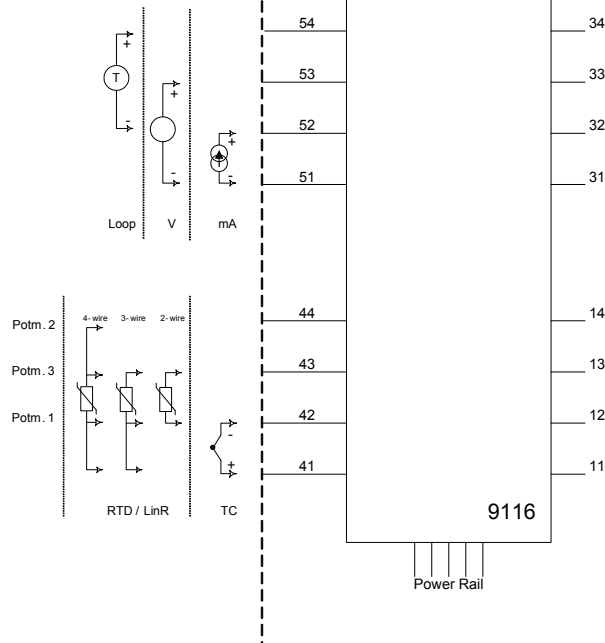 54
34
+
T
53
33
+
-
52
32
+
-
-
51
31
Loop
V
mA
44
14
Potm. 2
4-wire
3-wire
2-wire
Potm. 3
43
13
Potm. 1
42
12
-
+
41
11
RTD / LinR
TC
9116
Power Rail